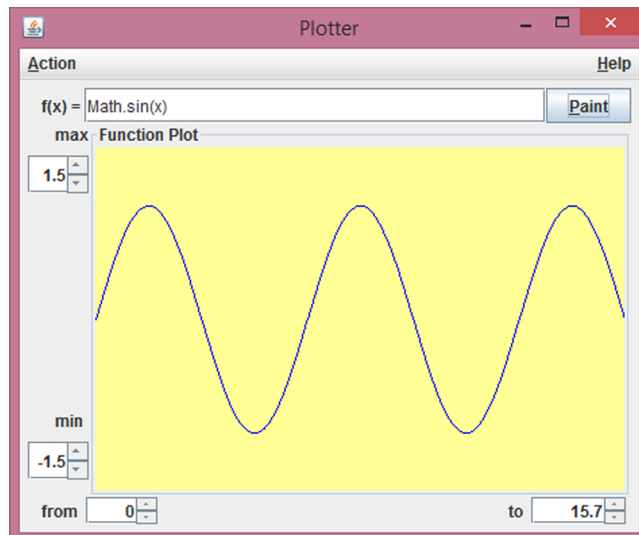 Plotter
Action Help
f(x) = Math.sin(x) Paint
max Function Plot
1.5
min
-1.5
from 0 to 15.7